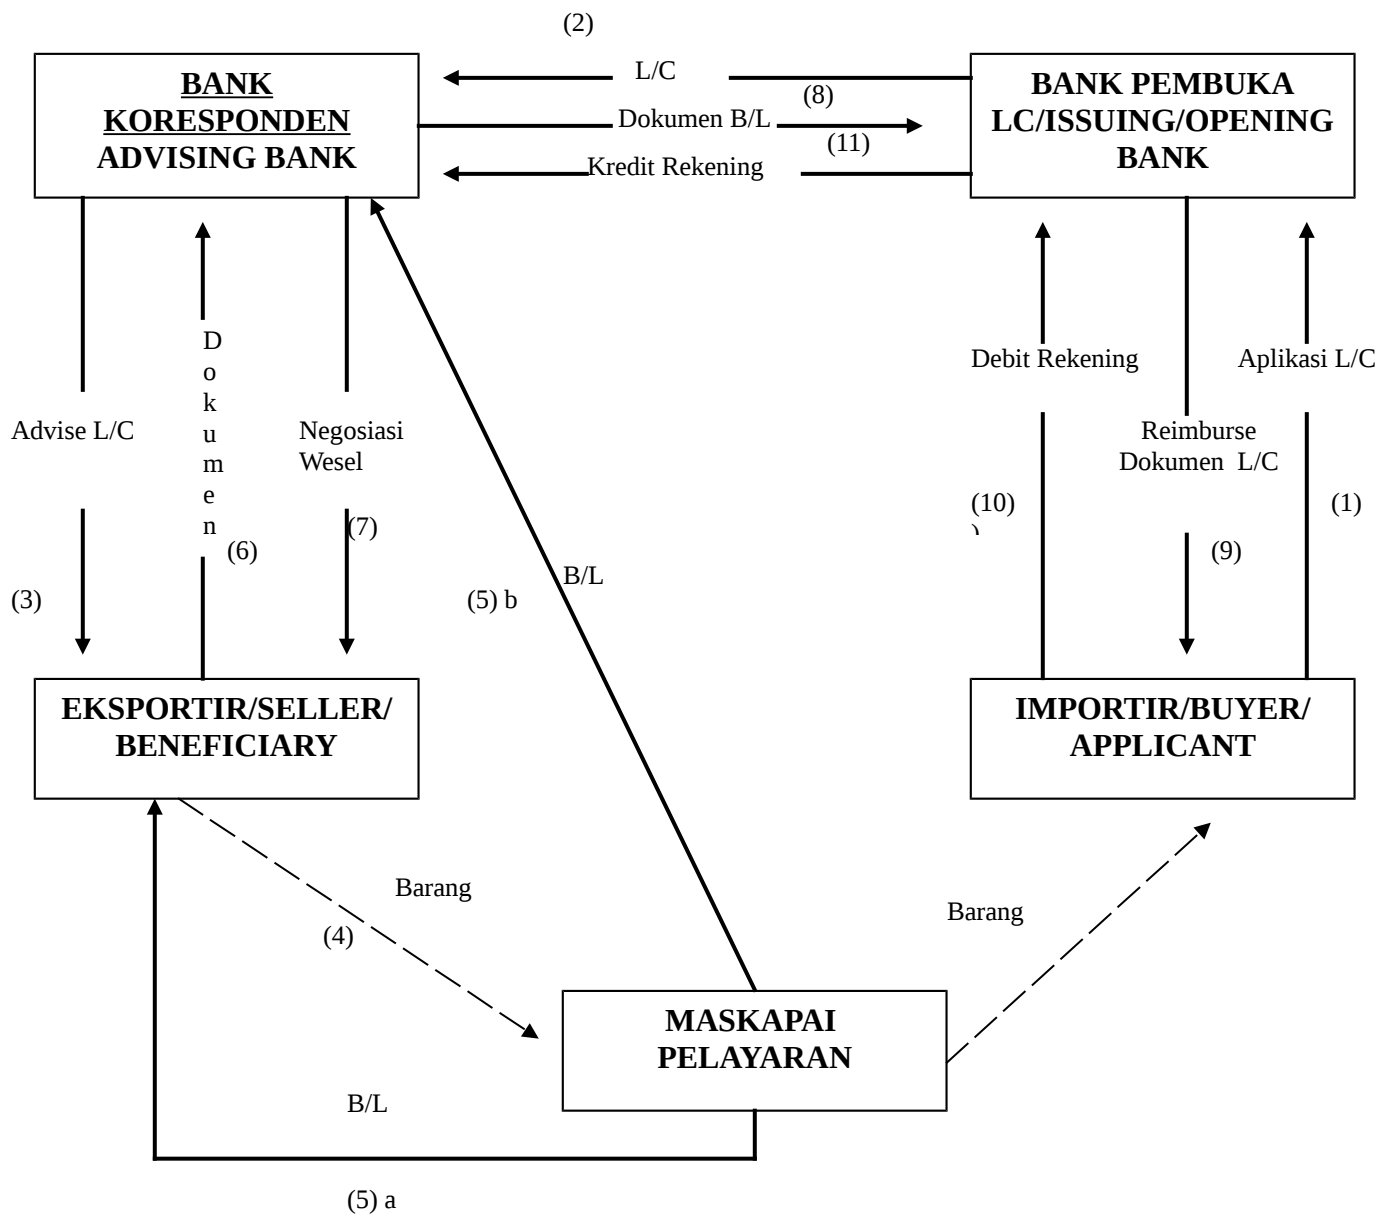 (2)
BANK
KORESPONDEN
ADVISING BANK
L/C
(8)
Dokumen B/L
(11)
Kredit Rekening
BANK PEMBUKA
LC/ISSUING/OPENING
BANK
D
o
k
u
m
e
n
Debit Rekening
Aplikasi L/C
Advise L/C
Negosiasi
Wesel
Reimburse
Dokumen L/C
(10)
)
(1)
(7)
(6)
(9)
B/L
(3)
(5) b
EKSPORTIR/SELLER/
BENEFICIARY
IMPORTIR/BUYER/
APPLICANT
Barang
Barang
(4)
MASKAPAI
PELAYARAN
B/L
(5) a